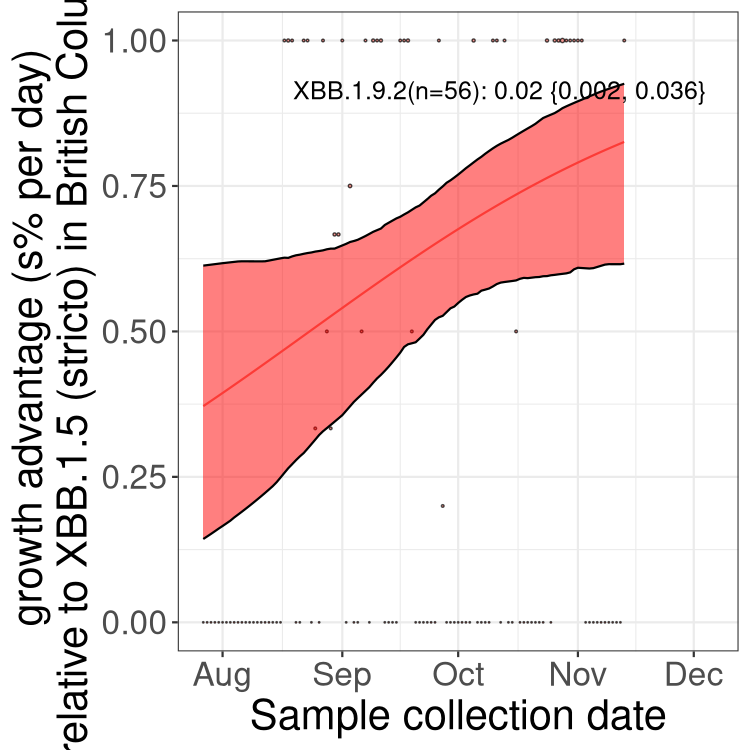 growth advantage (s% per day)
relative to XBB.1.5 (stricto) in British Colu
1.00
0.75
0.50
0.25
0.00
XBB.1.9.2(n=56): 0.02 {0.002, 0.036}
Aug Sep Oct Nov Dec
Sample collection date